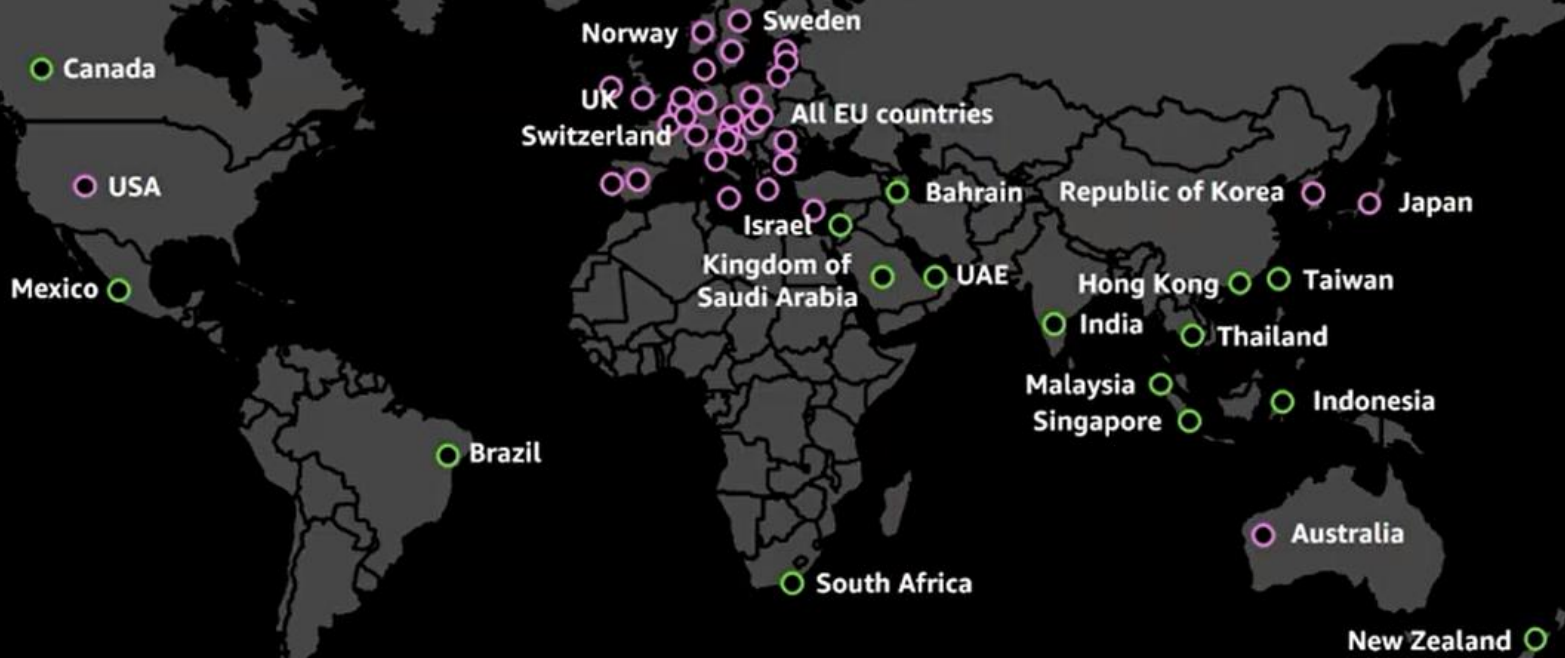 Sweden
Norway
Canada
UK
All EU countries
Switzerland
USA
Bahrain
Republic of Korea
Japan
Israel
Kingdom of
Saudi Arabia
UAE
Hong Kong
Taiwan
Mexico
India
Thailand
Malaysia
Indonesia
Singapore
Brazil
Australia
South Africa
New Zealand